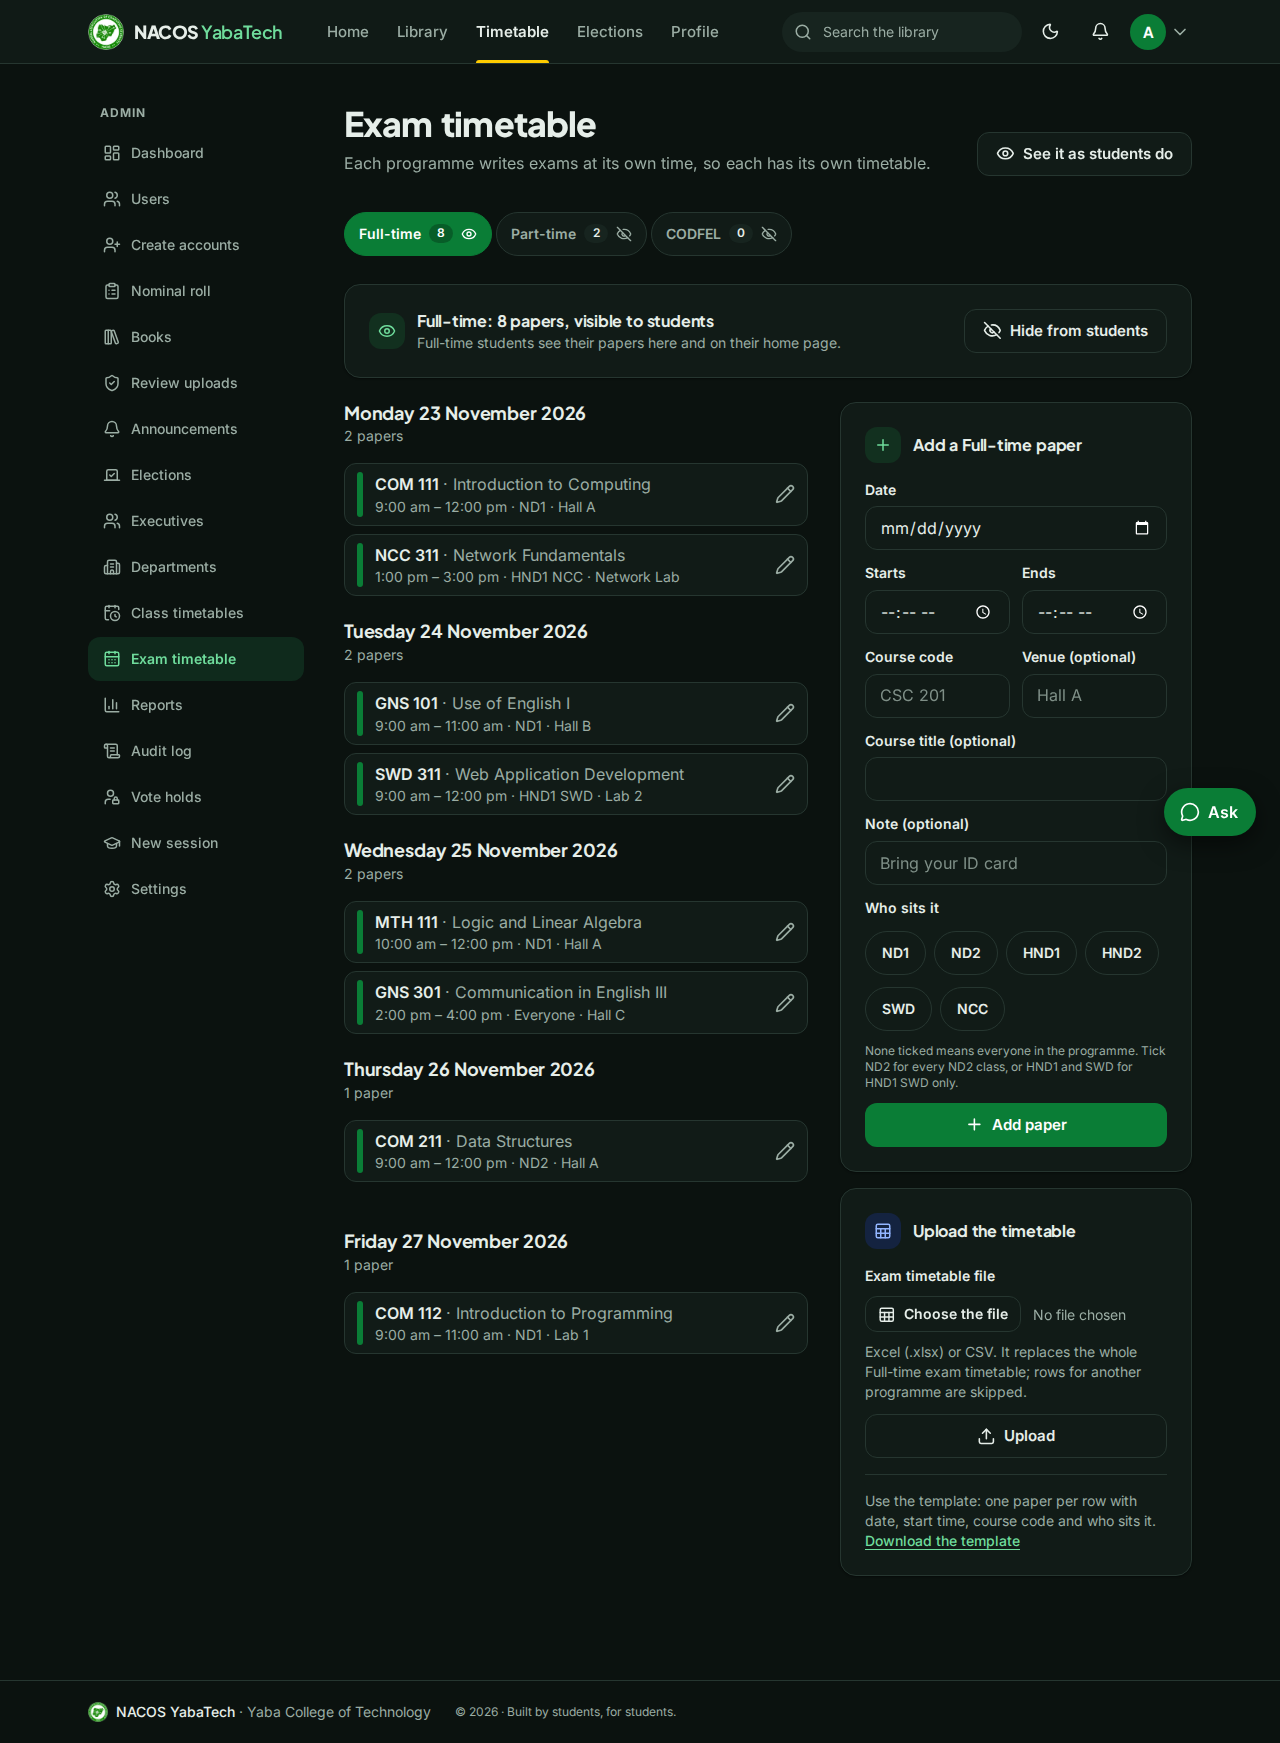 NACOS YabaTech
Home
Library
Timetable
Elections
Profile
Search the library
A
ADMIN
Dashboard
Users
Create accounts
Nominal roll
Books
Review uploads
Announcements
Elections
Executives
Departments
Class timetables
Exam timetable
Reports
Audit log
Vote holds
New session
Settings
Exam timetable
Each programme writes exams at its own time, so each has its own timetable.
See it as students do
Full-time 8
Part-time 2
CODFEL 0
Full-time: 8 papers, visible to students
Full-time students see their papers here and on their home page.
Hide from students
Monday 23 November 2026
2 papers
COM 111 · Introduction to Computing
9:00 am – 12:00 pm · ND1 · Hall A
NCC 311 · Network Fundamentals
1:00 pm – 3:00 pm · HND1 NCC · Network Lab
Tuesday 24 November 2026
2 papers
GNS 101 · Use of English I
9:00 am – 11:00 am · ND1 · Hall B
SWD 311 · Web Application Development
9:00 am – 12:00 pm · HND1 SWD · Lab 2
Wednesday 25 November 2026
2 papers
MTH 111 · Logic and Linear Algebra
10:00 am – 12:00 pm · ND1 · Hall A
GNS 301 · Communication in English III
2:00 pm – 4:00 pm · Everyone · Hall C
Thursday 26 November 2026
1 paper
COM 211 · Data Structures
9:00 am – 12:00 pm · ND2 · Hall A
Friday 27 November 2026
1 paper
COM 112 · Introduction to Programming
9:00 am – 11:00 am · ND1 · Lab 1
Add a Full-time paper
Date
mm/dd/yyyy
Starts
Ends
--:-- --
--:-- --
Course code
Venue (optional)
CSC 201
Hall A
Course title (optional)
Note (optional)
Bring your ID card
Who sits it
ND1
ND2
HND1
HND2
SWD
NCC
None ticked means everyone in the programme. Tick
ND2 for every ND2 class, or HND1 and SWD for
HND1 SWD only.
Add paper
Upload the timetable
Exam timetable file
Choose the file
No file chosen
Excel (.xlsx) or CSV. It replaces the whole
Full-time exam timetable; rows for another
programme are skipped.
Upload
Use the template: one paper per row with
date, start time, course code and who sits it.
Download the template
Ask
NACOS YabaTech · Yaba College of Technology
© 2026 · Built by students, for students.